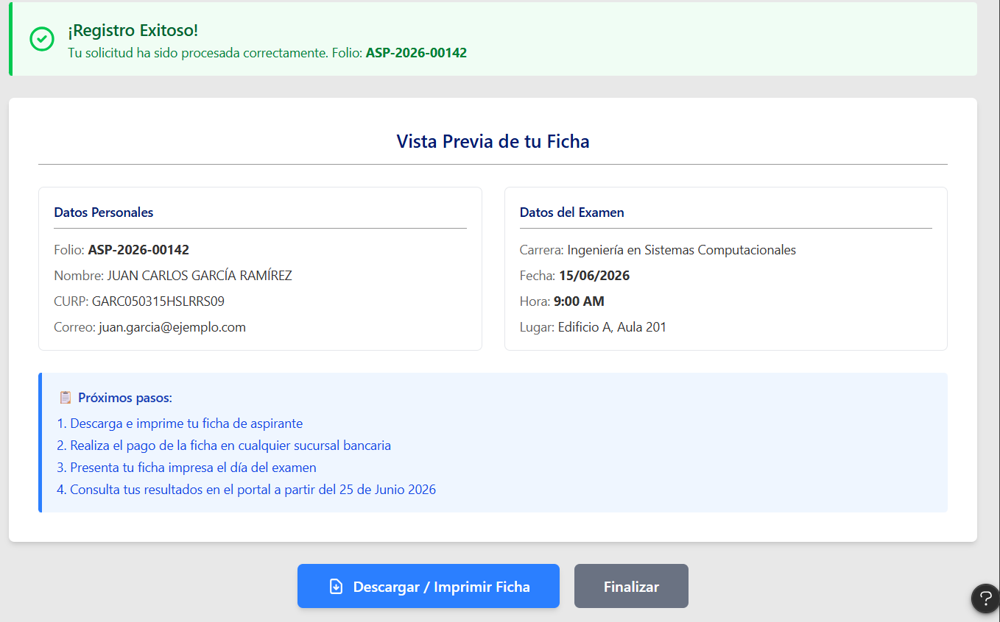 ¡Registro Exitoso!
Tu solicitud ha sido procesada correctamente. Folio: ASP-2026-00142
Vista Previa de tu Ficha
Datos Personales
Folio: ASP-2026-00142
Nombre: JUAN CARLOS GARCÍA RAMÍREZ
CURP: GARC050315HSLRRS09
Correo: juan.garcia@ejemplo.com
Datos del Examen
Carrera: Ingeniería en Sistemas Computacionales
Fecha: 15/06/2026
Hora: 9:00 AM
Lugar: Edificio A, Aula 201
Próximos pasos:
1. Descarga e imprime tu ficha de aspirante
2. Realiza el pago de la ficha en cualquier sucursal bancaria
3. Presenta tu ficha impresa el día del examen
4. Consulta tus resultados en el portal a partir del 25 de Junio 2026
Descargar / Imprimir Ficha
Finalizar
?